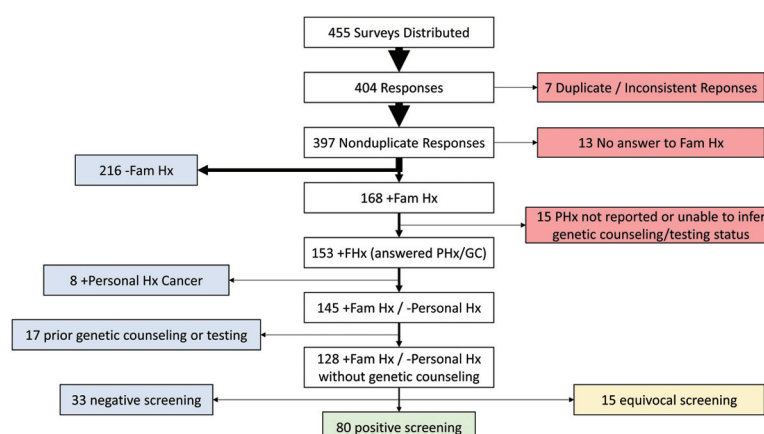 455 Surveys Distributed
404 Responses
7 Duplicate / Inconsistent Reponses
397 Nonduplicate Responses
13 No answer to Fam Hx
216 -Fam Hx
168 +Fam Hx
15 PHx not reported or unable to infer
genetic counseling/testing status
153 +FHx (answered PHx/GC)
8 +Personal Hx Cancer
145 +Fam Hx / -Personal Hx
17 prior genetic counseling or testing
128 +Fam Hx / -Personal Hx
without genetic counseling
33 negative screening
15 equivocal screening
80 positive screening